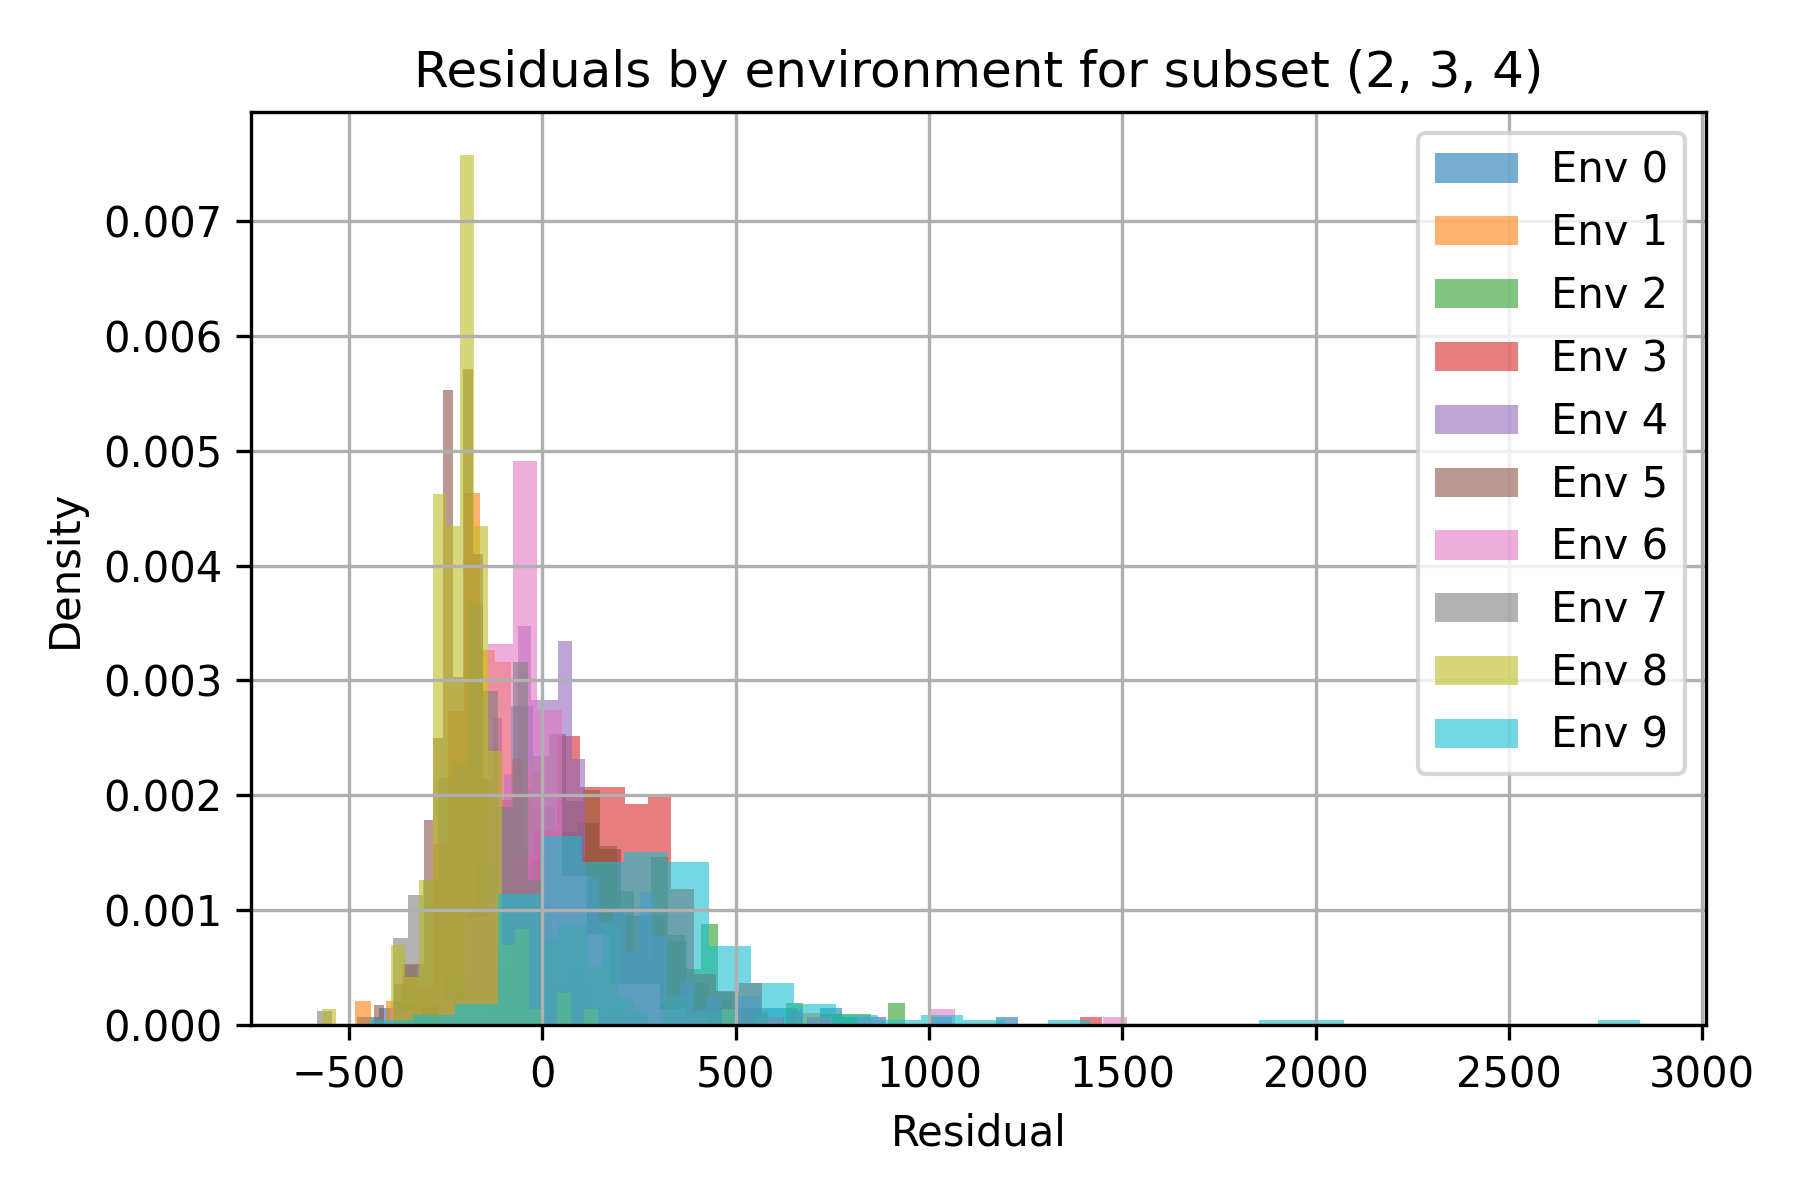 Residuals by environment for subset (2, 3, 4)
Density
0.007
0.006
0.005
0.004
0.003
0.002
0.001
0.000
−500
0
500
1000
1500
2000
2500
3000
Residual
Env 0
Env 1
Env 2
Env 3
Env 4
Env 5
Env 6
Env 7
Env 8
Env 9